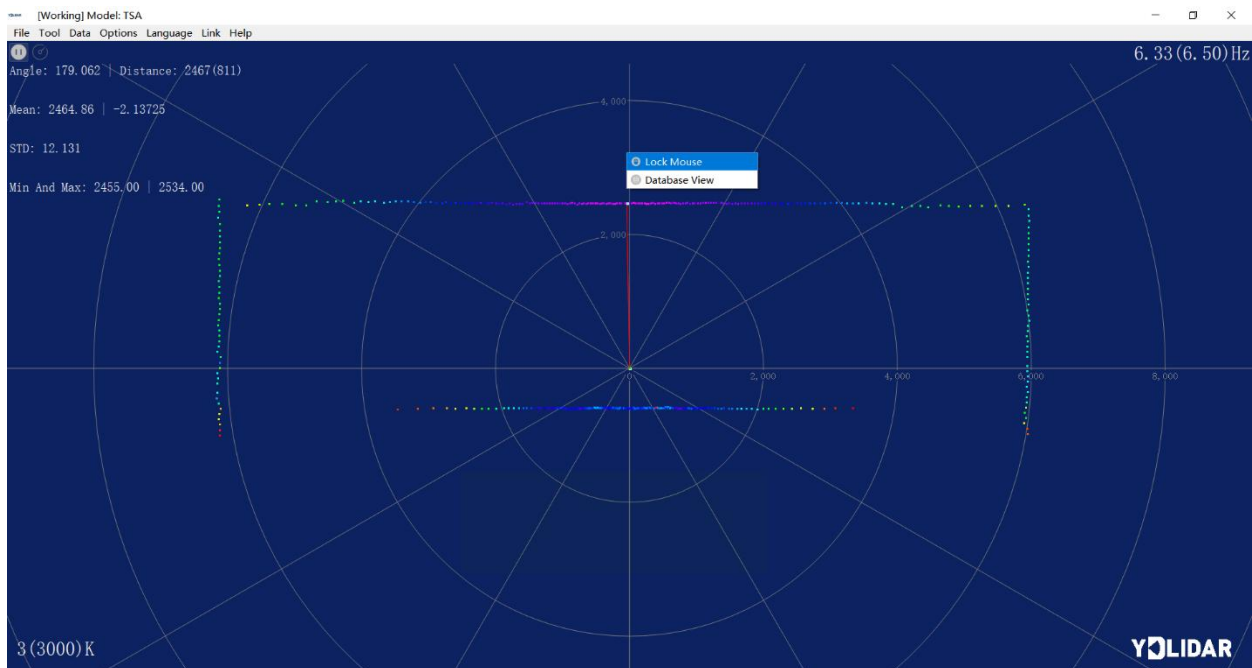 [Working] Model: TSA
File Tool Data Options Language Link Help
6.33(6.50)Hz
Angle: 179.062 | Distance: 2467(811)
Mean: 2464.86 | -2.13725
STD: 12.131
Min And Max: 2455.00 | 2534.00
4,000
Lock Mouse
Database View
2,000
0
2,000
4,000
6,000
8,000
3(3000)K
YDLIDAR